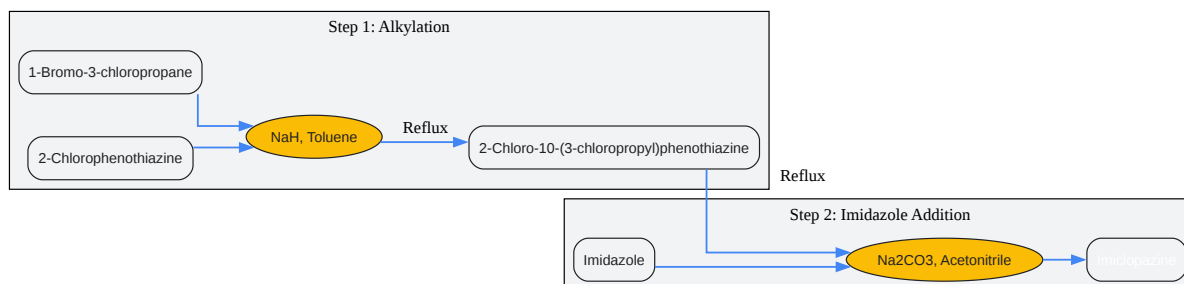 Step 1: Alkylation
1-Bromo-3-chloropropane
NaH, Toluene
Reflux
2-Chlorophenothiazine
2-Chloro-10-(3-chloropropyl)phenothiazine
Reflux
Step 2: Imidazole Addition
Imidazole
Na2CO3, Acetonitrile
Imiclopazine